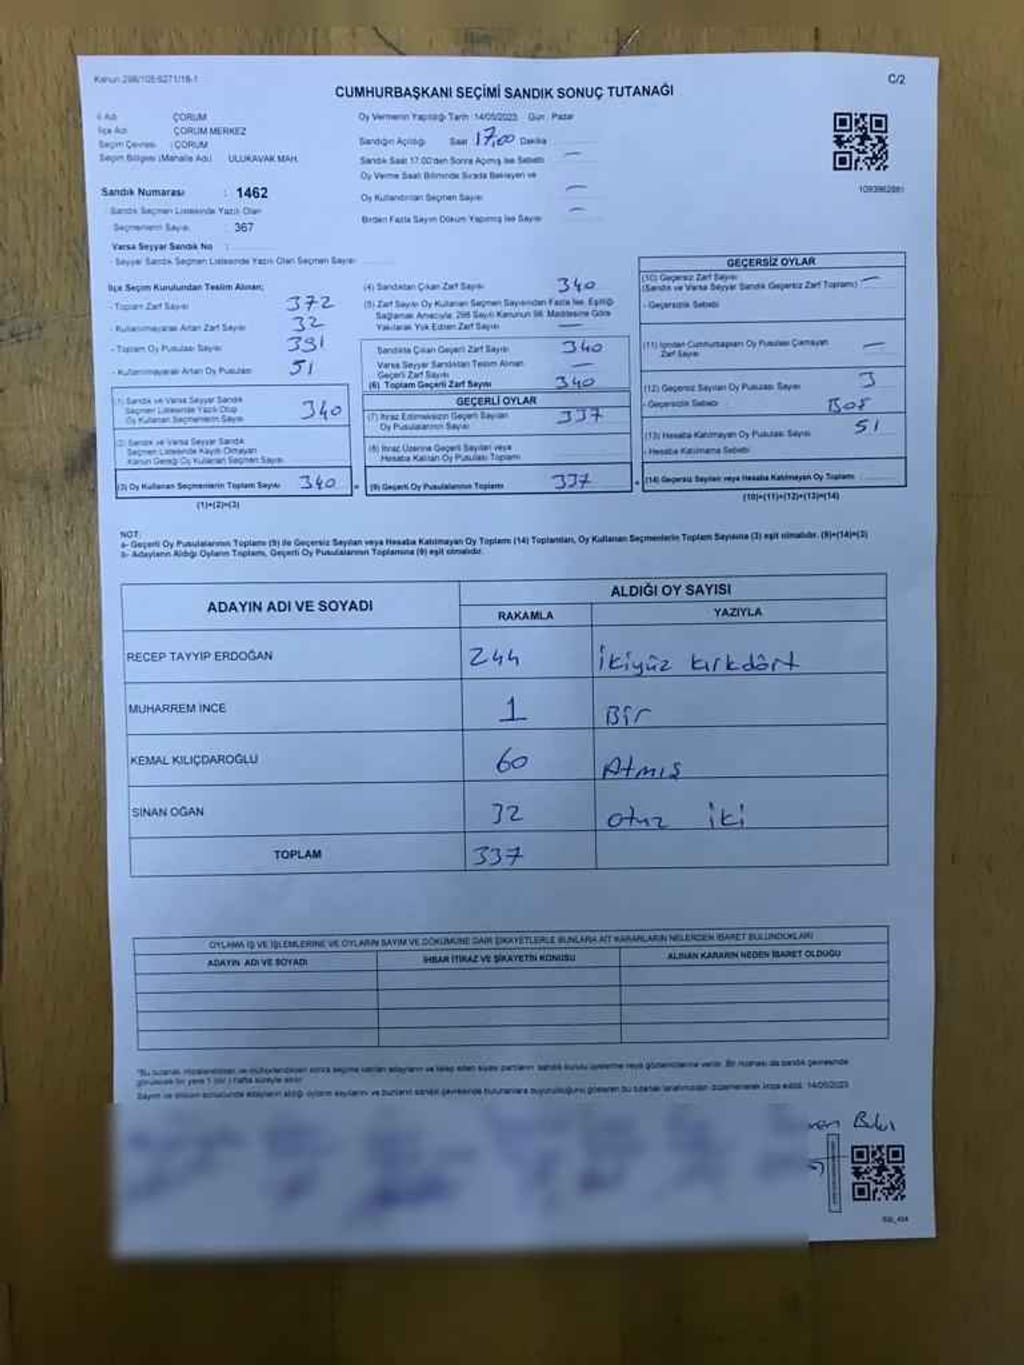 Kanun 298/105-6271/18-1
C/2
CUMHURBAŞKANI SEÇİMİ SANDIK SONUÇ TUTANAĞI
İl Adı ÇORUM
İlçe Adı ÇORUM MERKEZ
Seçim Çevresi : ÇORUM
Seçim Bölgesi (Mahalle Adı) ULUKAVAK MAH.
Sandık Numarası : 1462
Sandık Seçmen Listesinde Yazılı Olan
Seçmenlerin Sayısı : 367
Varsa Seyyar Sandık No :
- Seyyar Sandık Seçmen Listesinde Yazılı Olan Seçmen Sayısı
Oy Vermenin Yapıldığı Tarih : 14/05/2023 Gün : Pazar
Sandığın Açıldığı Saat 17,00 Dakika
Sandık Saat 17:00'den Sonra Açılmış İse Sebebi —
Oy Verme Saati Bitiminde Sırada Bekleyen ve
Oy Kullandırılan Seçmen Sayısı —
Birden Fazla Sayım Döküm Yapılmış İse Sayısı —
1093962861
İlçe Seçim Kurulundan Teslim Alınan;
- Toplam Zarf Sayısı 372
- Kullanılmayarak Artan Zarf Sayısı 32
- Toplam Oy Pusulası Sayısı 391
- Kullanılmayarak Artan Oy Pusulası 51
(1) Sandık ve Varsa Seyyar Sandık
Seçmen Listesinde Yazılı Olup
Oy Kullanan Seçmenlerin Sayısı 340
(2) Sandık ve Varsa Seyyar Sandık
Seçmen Listesinde Kayıtlı Olmayan
Kanun Gereği Oy Kullanan Seçmen Sayısı
(3) Oy Kullanan Seçmenlerin Toplam Sayısı 340 =
(1)+(2)=(3)
(4) Sandıktan Çıkan Zarf Sayısı 340
(5) Zarf Sayısı Oy Kullanan Seçmen Sayısından Fazla İse, Eşitliği
Sağlamak Amacıyla; 298 Sayılı Kanunun 98. Maddesine Göre
Yakılarak Yok Edilen Zarf Sayısı —
Sandıkta Çıkan Geçerli Zarf Sayısı 340
Varsa Seyyar Sandıktan Teslim Alınan
Geçerli Zarf Sayısı —
(6) Toplam Geçerli Zarf Sayısı 340
GEÇERLİ OYLAR
(7) İtiraz Edilmeksizin Geçerli Sayılan
Oy Pusulalarının Sayısı 337
(8) İtiraz Üzerine Geçerli Sayılan veya
Hesaba Katılan Oy Pusulası Toplamı
(9) Geçerli Oy Pusulalarının Toplamı 337 +
GEÇERSİZ OYLAR
(10) Geçersiz Zarf Sayısı
(Sandık ve Varsa Seyyar Sandık Geçersiz Zarf Toplamı) —
- Geçersizlik Sebebi
(11) İçinden Cumhurbaşkanı Oy Pusulası Çıkmayan
Zarf Sayısı —
(12) Geçersiz Sayılan Oy Pusulası Sayısı 3
- Geçersizlik Sebebi Boş
(13) Hesaba Katılmayan Oy Pusulası Sayısı 51
- Hesaba Katılmama Sebebi
(14) Geçersiz Sayılan veya Hesaba Katılmayan Oy Toplamı
(10)+(11)+(12)+(13)=(14)
NOT:
a- Geçerli Oy Pusulalarının Toplamı (9) ile Geçersiz Sayılan veya Hesaba Katılmayan Oy Toplamı (14) Toplamları, Oy Kullanan Seçmenlerin Toplam Sayısına (3) eşit olmalıdır. (9)+(14)=(3)
b- Adayların Aldığı Oyların Toplamı, Geçerli Oy Pusulalarının Toplamına (9) eşit olmalıdır.
ADAYIN ADI VE SOYADI ALDIĞI OY SAYISI
RAKAMLA YAZIYLA
RECEP TAYYIP ERDOĞAN 244 İkiyüz kırkdört
MUHARREM İNCE 1 Bir
KEMAL KILIÇDAROĞLU 60 Atmış
SİNAN OĞAN 32 otuz iki
TOPLAM 337
OYLAMA İŞ VE İŞLEMLERİNE VE OYLARIN SAYIM VE DÖKÜMÜNE DAİR ŞİKAYETLERLE BUNLARA AİT KARARLARIN NELERDEN İBARET BULUNDUKLARI
ADAYIN ADI VE SOYADI İHBAR İTİRAZ VE ŞİKAYETİN KONUSU ALINAN KARARIN NEDEN İBARET OLDUĞU